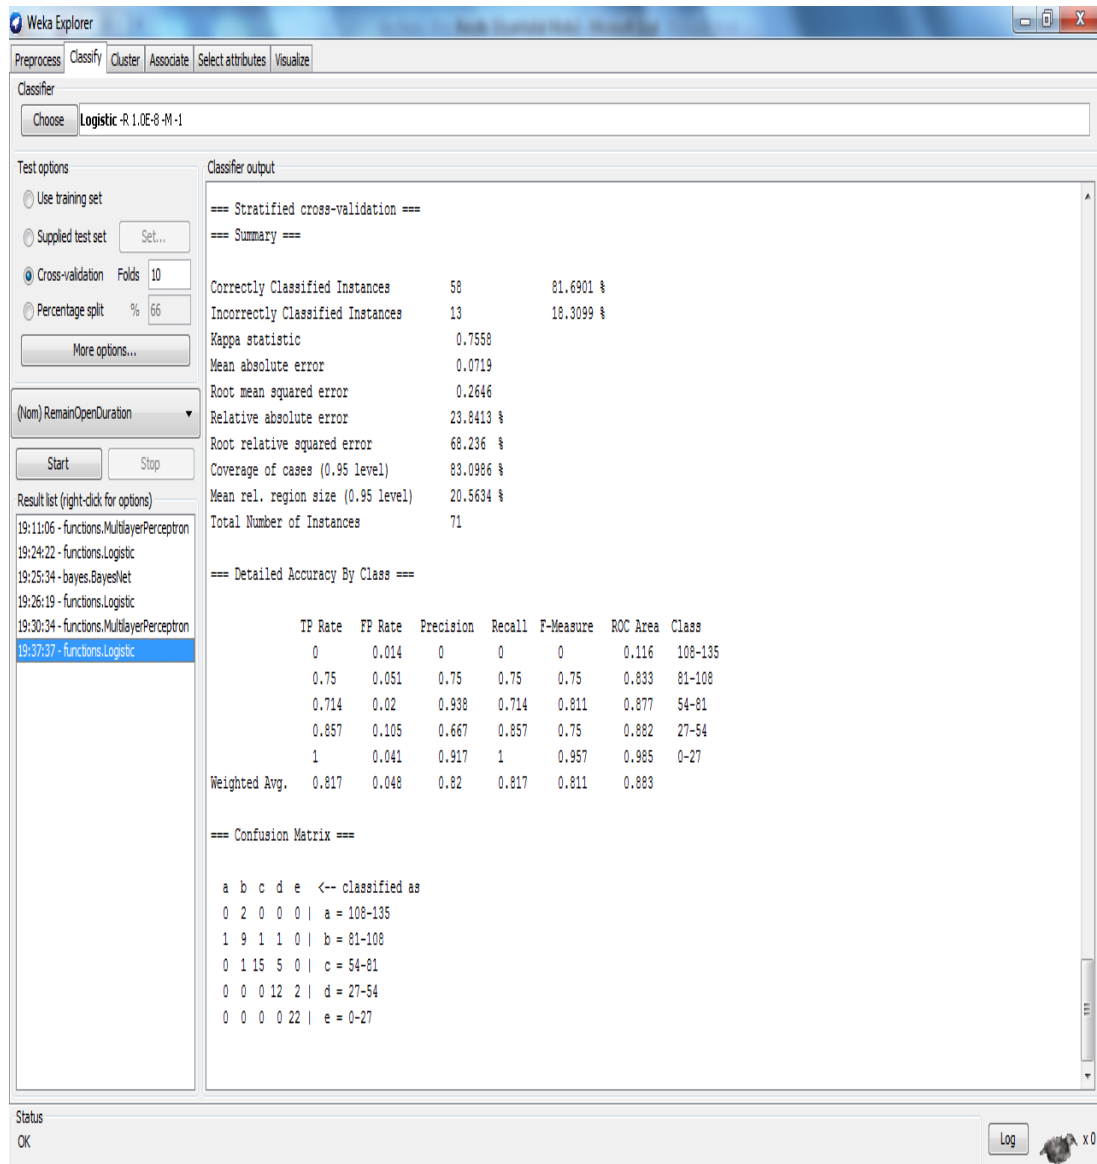 Weka Explorer
Preprocess Classify Cluster Associate Select attributes Visualize
Classifier
Choose Logistic -R 1.0E-8 -M -1
Test options
Use training set
Supplied test set Set...
Cross-validation Folds 10
Percentage split % 66
More options...
(Nom) RemainOpenDuration
Start Stop
Result list (right-click for options)
19:11:06 - functions.MultilayerPerceptron
19:24:22 - functions.Logistic
19:25:34 - bayes.BayesNet
19:26:19 - functions.Logistic
19:30:34 - functions.MultilayerPerceptron
19:37:37 - functions.Logistic
Classifier output
=== Stratified cross-validation ===
=== Summary ===
Correctly Classified Instances 58 81.6901 %
Incorrectly Classified Instances 13 18.3099 %
Kappa statistic 0.7558
Mean absolute error 0.0719
Root mean squared error 0.2646
Relative absolute error 23.8413 %
Root relative squared error 68.236 %
Coverage of cases (0.95 level) 83.0986 %
Mean rel. region size (0.95 level) 20.5634 %
Total Number of Instances 71
=== Detailed Accuracy By Class ===
TP Rate FP Rate Precision Recall F-Measure ROC Area Class
0 0.014 0 0 0 0.116 108-135
0.75 0.051 0.75 0.75 0.75 0.833 81-108
0.714 0.02 0.938 0.714 0.811 0.877 54-81
0.857 0.105 0.667 0.857 0.75 0.882 27-54
1 0.041 0.917 1 0.957 0.985 0-27
Weighted Avg. 0.817 0.048 0.82 0.817 0.811 0.883
=== Confusion Matrix ===
a b c d e <-- classified as
0 2 0 0 0 | a = 108-135
1 9 1 1 0 | b = 81-108
0 1 15 5 0 | c = 54-81
0 0 0 12 2 | d = 27-54
0 0 0 0 22 | e = 0-27
Status
OK
Log x 0